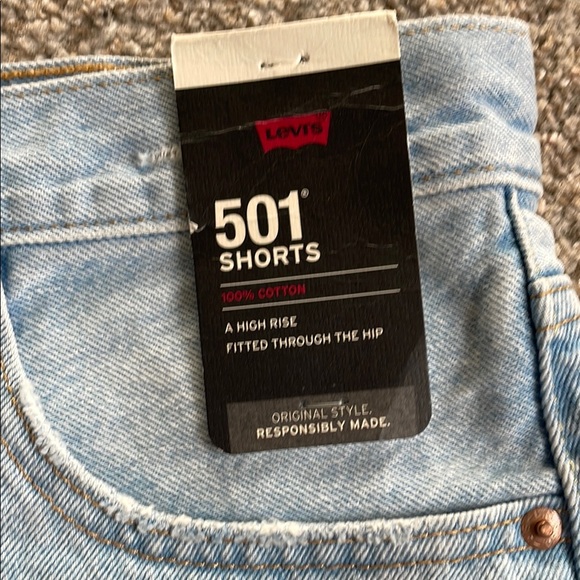 Levi's
501®
SHORTS
100% COTTON
A HIGH RISE
FITTED THROUGH THE HIP
ORIGINAL STYLE.
RESPONSIBLY MADE.